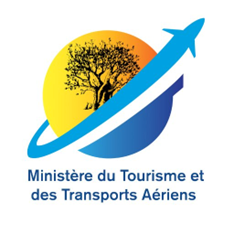 Ministère du Tourisme et
des Transports Aériens